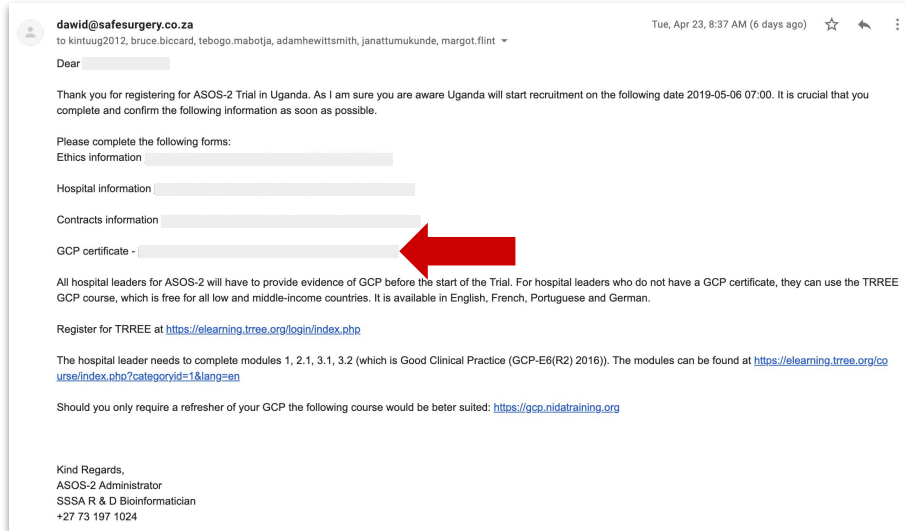 dawid@safesurgery.co.za
Tue, Apr 23, 8:37 AM (6 days ago)
to kintuug2012, bruce.biccard, tebogo.mabotja, adamhewittsmith, janattumukunde, margot.flint
Dear
Thank you for registering for ASOS-2 Trial in Uganda. As I am sure you are aware Uganda will start recruitment on the following date 2019-05-06 07:00. It is crucial that you
complete and confirm the following information as soon as possible.
Please complete the following forms:
Ethics information
Hospital information
Contracts information
GCP certificate -
All hospital leaders for ASOS-2 will have to provide evidence of GCP before the start of the Trial. For hospital leaders who do not have a GCP certificate, they can use the TRREE
GCP course, which is free for all low and middle-income countries. It is available in English, French, Portuguese and German.
Register for TRREE at https://elearning.trree.org/login/index.php
The hospital leader needs to complete modules 1, 2.1, 3.1, 3.2 (which is Good Clinical Practice (GCP-E6(R2) 2016)). The modules can be found at https://elearning.trree.org/co
urse/index.php?categoryid=1&lang=en
Should you only require a refresher of your GCP the following course would be beter suited: https://gcp.nidatraining.org
Kind Regards,
ASOS-2 Administrator
SSSA R & D Bioinformatician
+27 73 197 1024